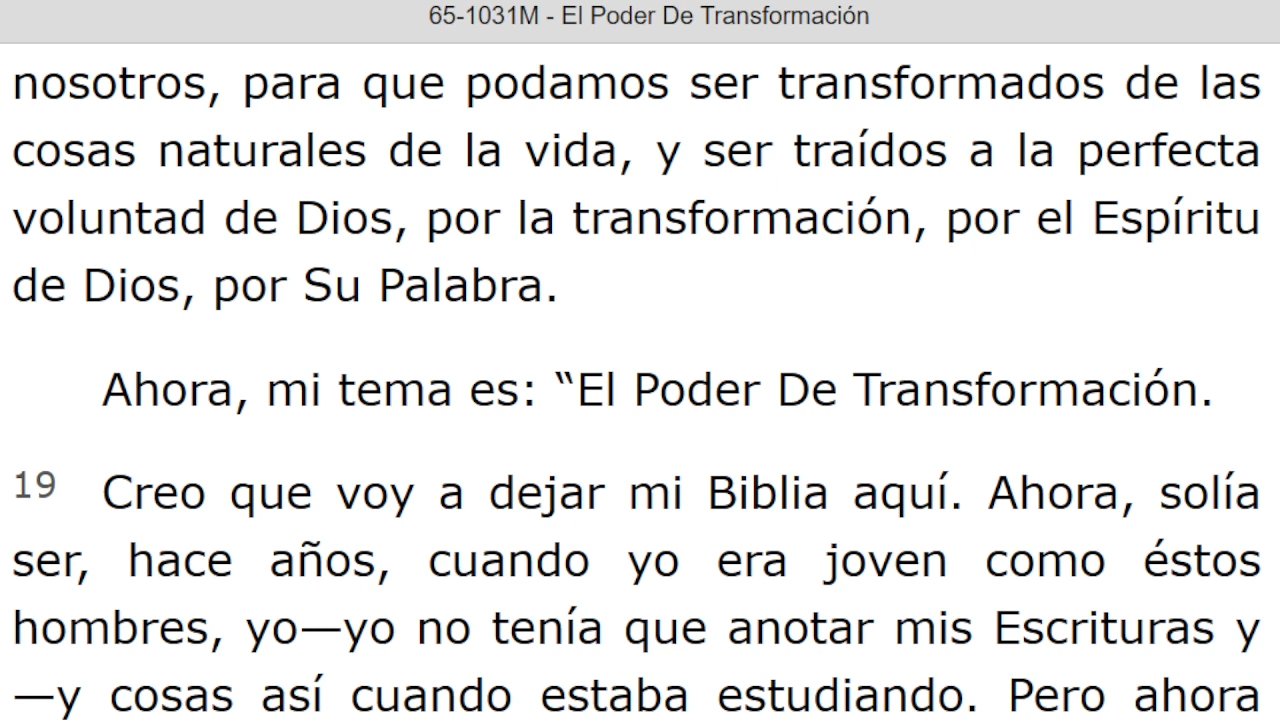 65-1031M - El Poder De Transformación
nosotros, para que podamos ser transformados de las
cosas naturales de la vida, y ser traídos a la perfecta
voluntad de Dios, por la transformación, por el Espíritu
de Dios, por Su Palabra.
Ahora, mi tema es: “El Poder De Transformación.
19 Creo que voy a dejar mi Biblia aquí. Ahora, solía
ser, hace años, cuando yo era joven como éstos
hombres, yo—yo no tenía que anotar mis Escrituras y
—y cosas así cuando estaba estudiando. Pero ahora